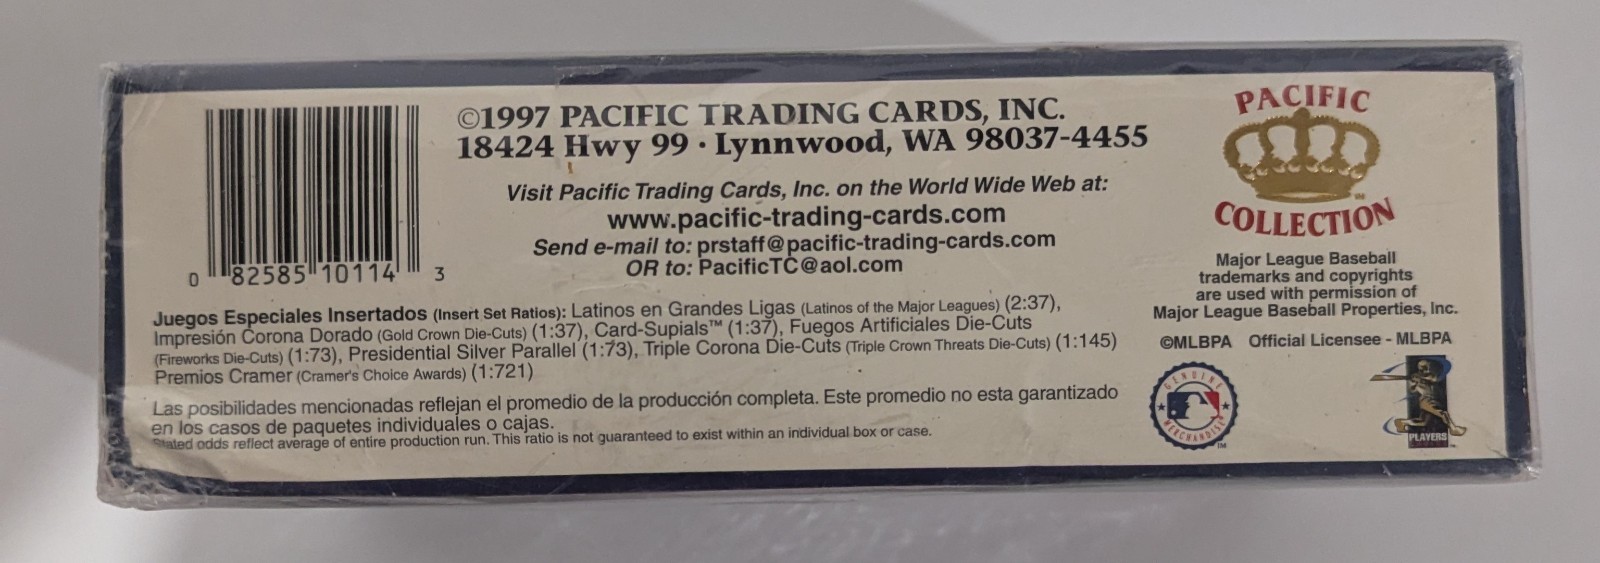 ©1997 PACIFIC TRADING CARDS, INC.
18424 Hwy 99 · Lynnwood, WA 98037-4455
Visit Pacific Trading Cards, Inc. on the World Wide Web at:
www.pacific-trading-cards.com
Send e-mail to: prstaff@pacific-trading-cards.com
OR to: PacificTC@aol.com
0 82585 10114 3
Juegos Especiales Insertados (Insert Set Ratios): Latinos en Grandes Ligas (Latinos of the Major Leagues) (2:37),
Impresión Corona Dorado (Gold Crown Die-Cuts) (1:37), Card-Supials™ (1:37), Fuegos Artificiales Die-Cuts
(Fireworks Die-Cuts) (1:73), Presidential Silver Parallel (1:73), Triple Corona Die-Cuts (Triple Crown Threats Die-Cuts) (1:145)
Premios Cramer (Cramer's Choice Awards) (1:721)
Las posibilidades mencionadas reflejan el promedio de la producción completa. Este promedio no esta garantizado
en los casos de paquetes individuales o cajas.
Stated odds reflect average of entire production run. This ratio is not guaranteed to exist within an individual box or case.
PACIFIC
TM
COLLECTION
Major League Baseball
trademarks and copyrights
are used with permission of
Major League Baseball Properties, Inc.
©MLBPA Official Licensee - MLBPA
GENUINE
MERCHANDISE
TM
PLAYERS